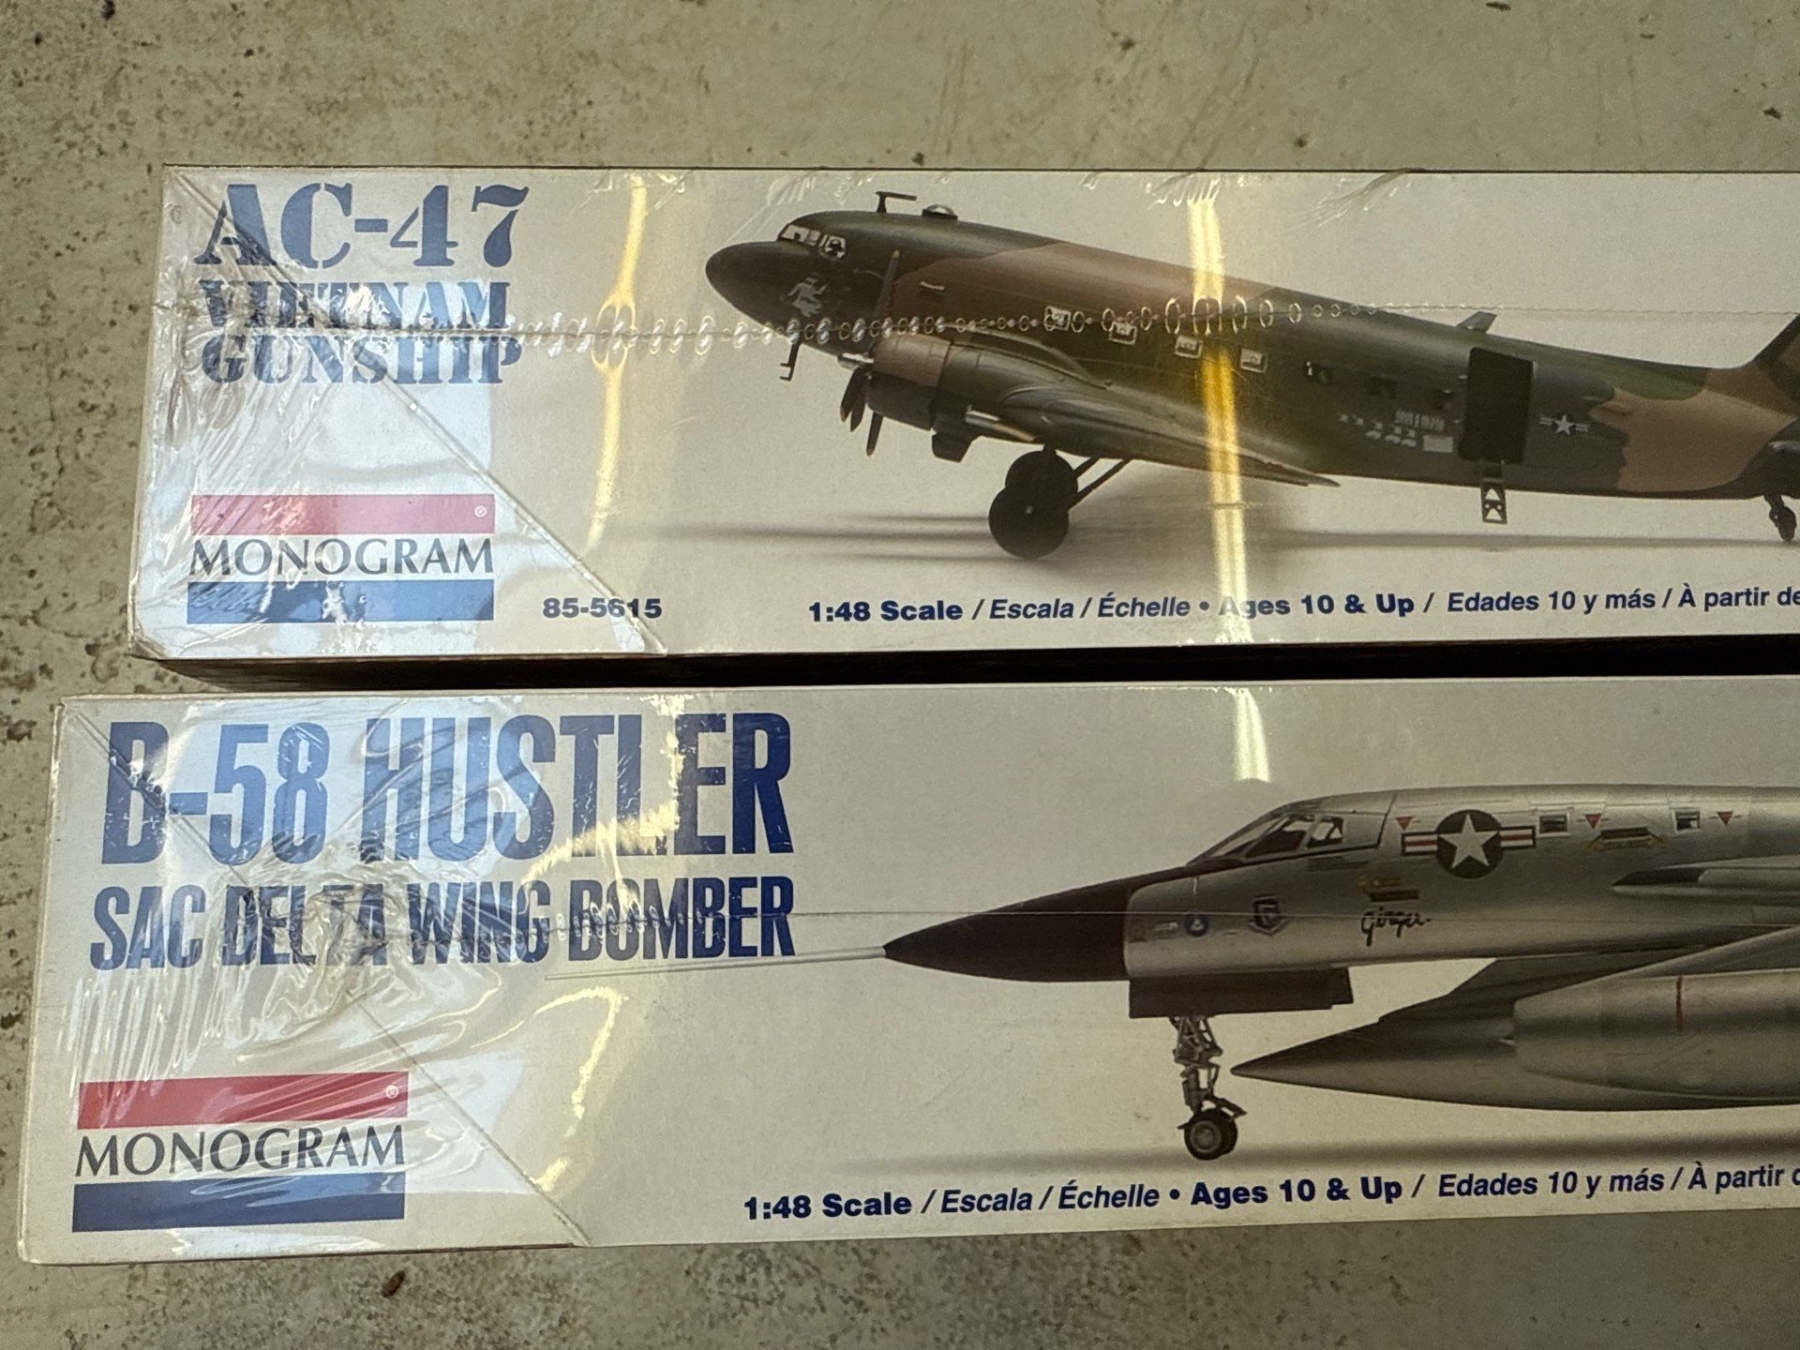 AC-47
VIETNAM
GUNSHIP
®
MONOGRAM
85-5615
1:48 Scale / Escala / Échelle • Ages 10 & Up / Edades 10 y más / À partir de
B-58 HUSTLER
SAC DELTA WING BOMBER
Ginger.
®
MONOGRAM
1:48 Scale / Escala / Échelle • Ages 10 & Up / Edades 10 y más / À partir